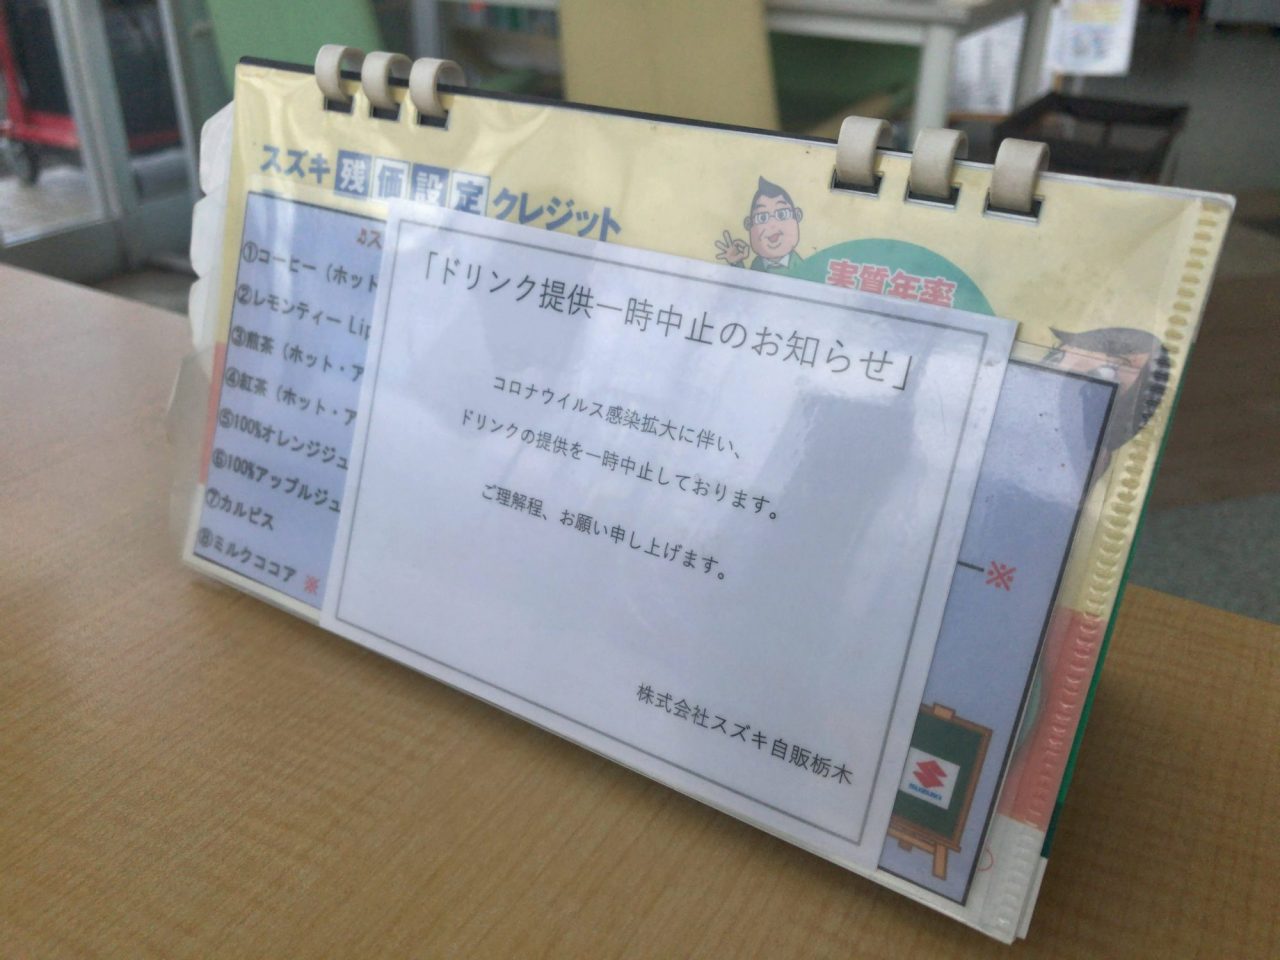 スズキ残価設定クレジット
実質年率
♫ス
①コーヒー（ホット
②レモンティー Lip
③煎茶（ホット・ア
④紅茶（ホット・ア
⑤100%オレンジジュ
⑥100%アップルジュ
⑦カルピス
⑧ミルクココア ※
ー※
「ドリンク提供一時中止のお知らせ」
コロナウイルス感染拡大に伴い、
ドリンクの提供を一時中止しております。
ご理解程、お願い申し上げます。
株式会社スズキ自販栃木
SUZUKI